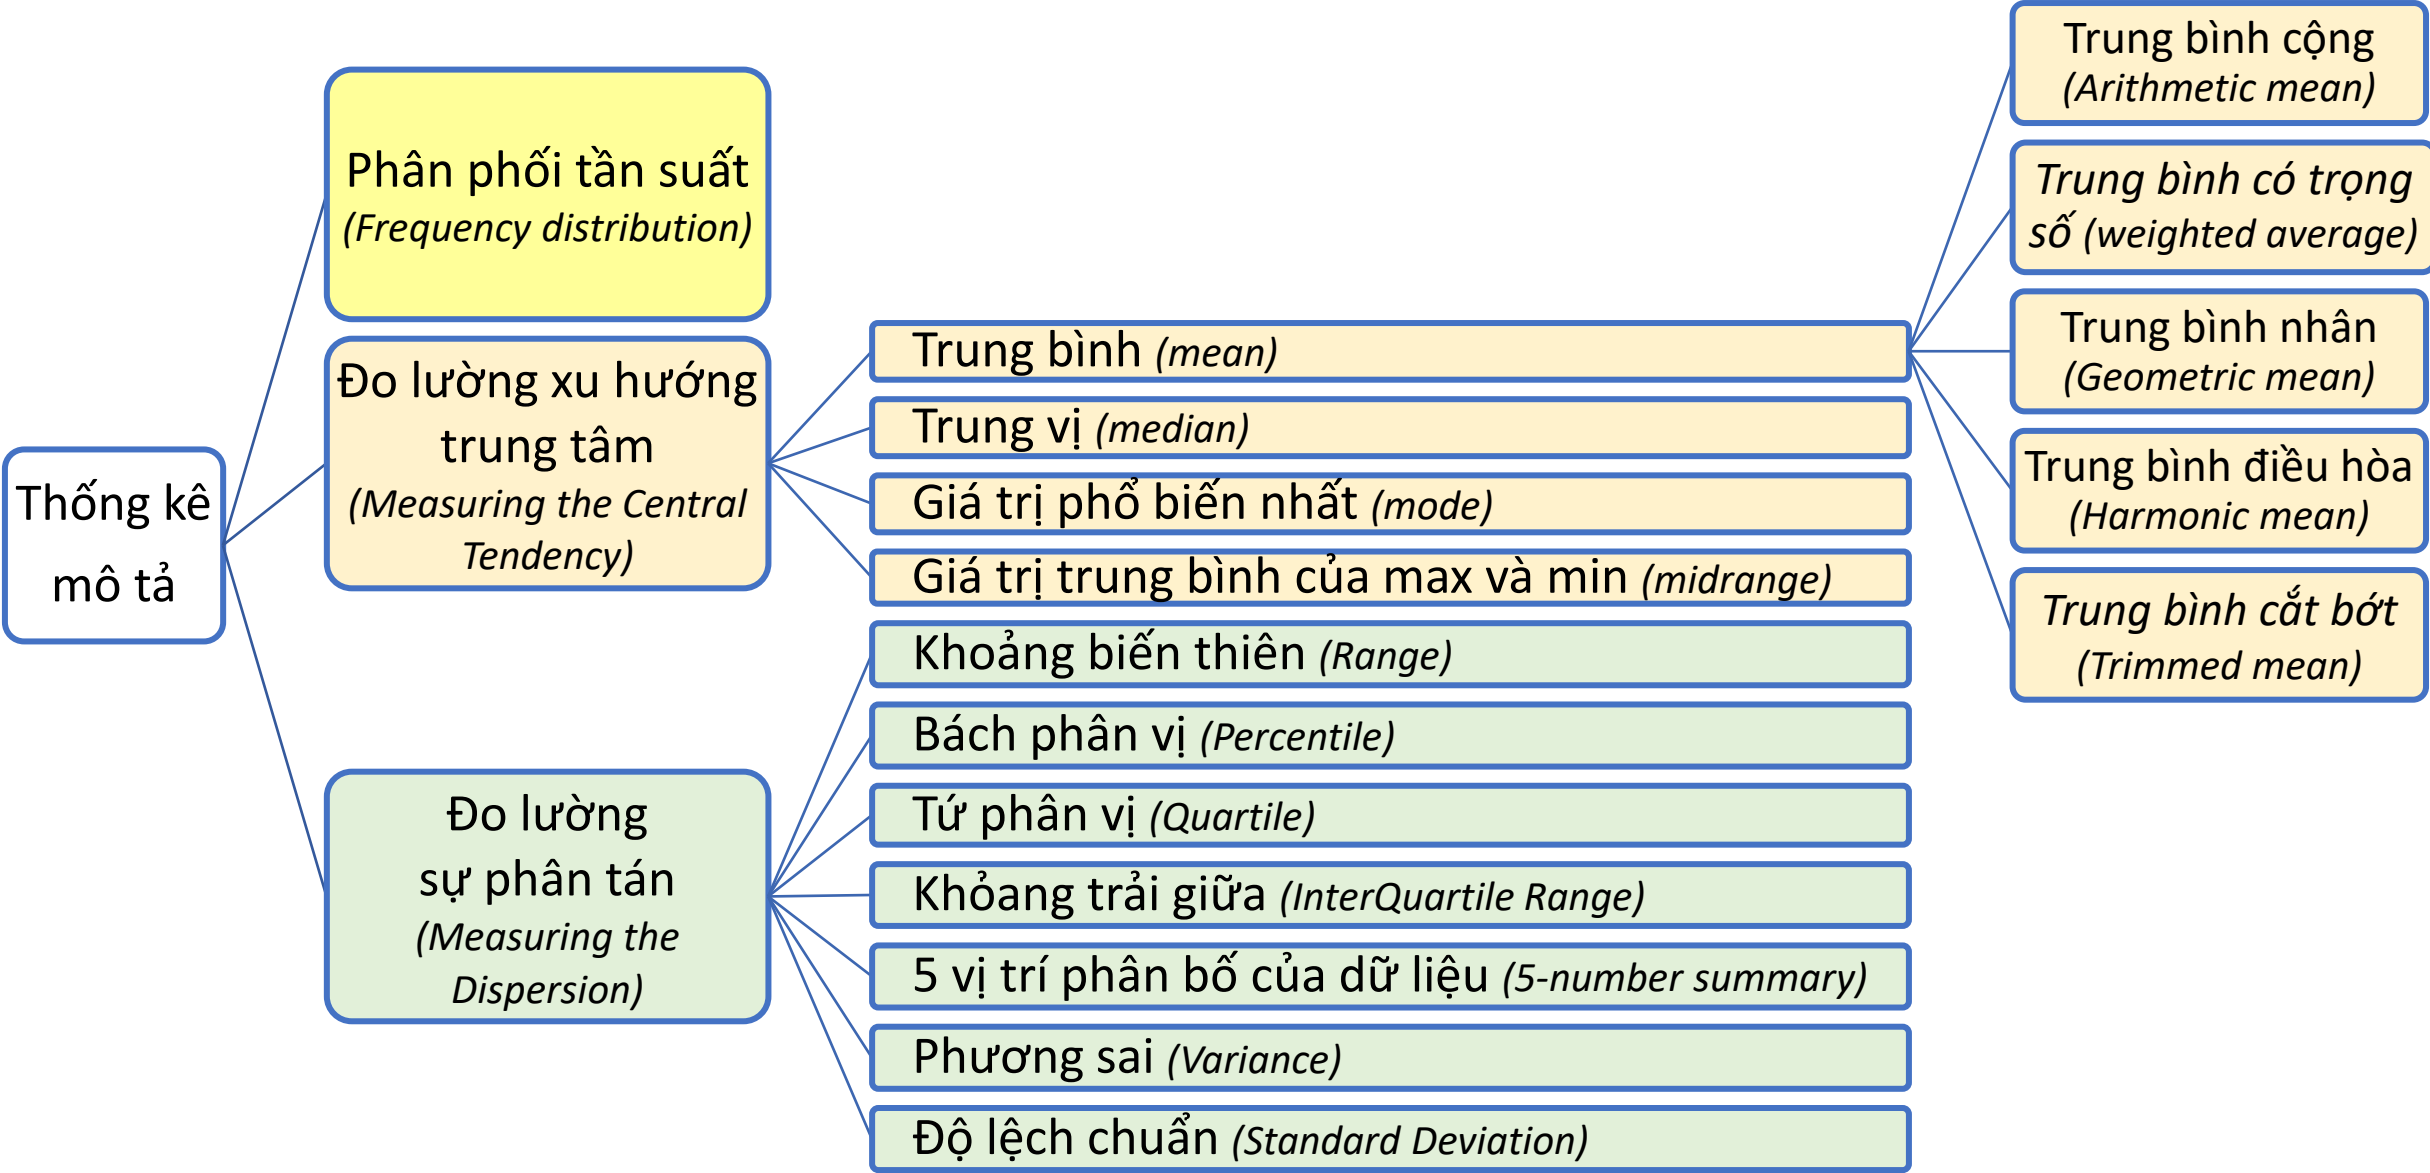 Thống kê
mô tả
Phân phối tần suất
(Frequency distribution)
Đo lường xu hướng
trung tâm
(Measuring the Central
Tendency)
Trung bình (mean)
Trung bình cộng
(Arithmetic mean)
Trung bình có trọng
số (weighted average)
Trung bình nhân
(Geometric mean)
Trung bình điều hòa
(Harmonic mean)
Trung bình cắt bớt
(Trimmed mean)
Trung vị (median)
Giá trị phổ biến nhất (mode)
Giá trị trung bình của max và min (midrange)
Đo lường
sự phân tán
(Measuring the
Dispersion)
Khoảng biến thiên (Range)
Bách phân vị (Percentile)
Tứ phân vị (Quartile)
Khỏang trải giữa (InterQuartile Range)
5 vị trí phân bố của dữ liệu (5-number summary)
Phương sai (Variance)
Độ lệch chuẩn (Standard Deviation)